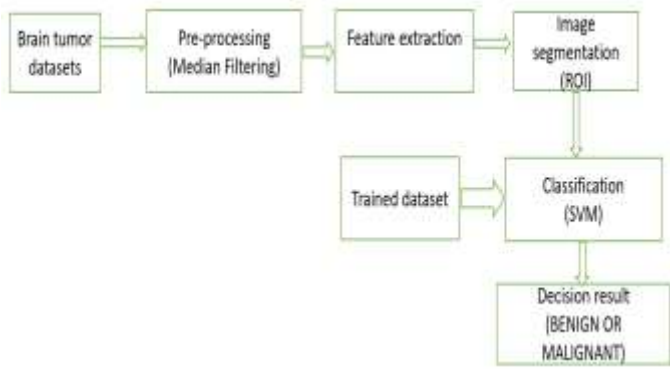 Brain tumor
datasets
Pre-processing
(Median Filtering)
Feature extraction
Image
segmentation
(ROI)
Trained dataset
Classification
(SVM)
Decision result
(BENIGN OR
MALIGNANT)